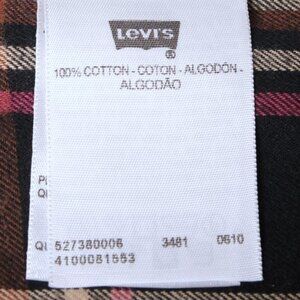 Levi's
®
100% COTTON - COTON - ALGODÓN -
ALGODÃO
527380006 3481 0610
4100081553